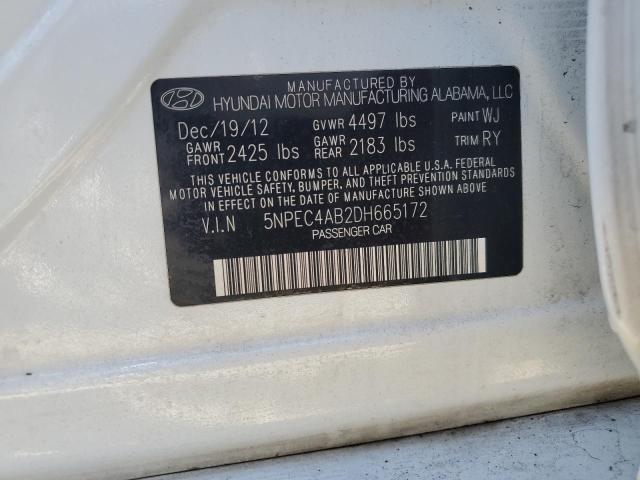 MANUFACTURED BY
HYUNDAI MOTOR MANUFACTURING ALABAMA, LLC
Dec/19/12 GVWR 4497 lbs PAINT WJ
GAWR FRONT 2425 lbs GAWR REAR 2183 lbs TRIM RY
THIS VEHICLE CONFORMS TO ALL APPLICABLE U.S.A. FEDERAL
MOTOR VEHICLE SAFETY, BUMPER, AND THEFT PREVENTION STANDARDS
IN EFFECT ON THE DATE OF MANUFACTURE SHOWN ABOVE.
V.I.N 5NPEC4AB2DH665172
PASSENGER CAR